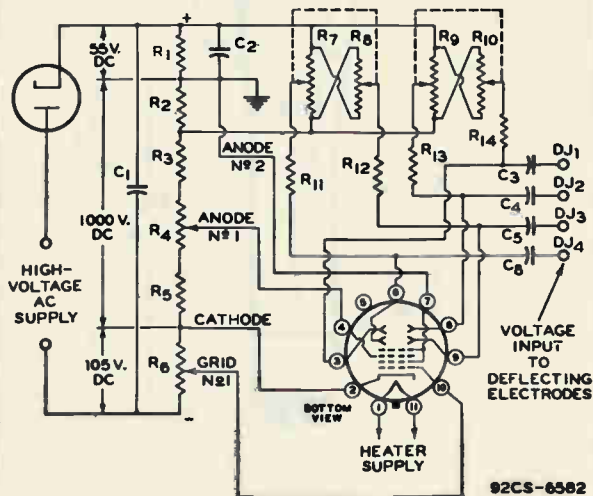 +
55 V.
DC
R1
C2
R7
R8
R9
R10
R2
R3
ANODE
Nº 2
R11
R12
R13
R14
DJ1
C3
DJ2
C4
DJ3
C5
DJ4
C6
C1
1000 V.
DC
R4
ANODE
Nº 1
R5
HIGH-
VOLTAGE
AC
SUPPLY
CATHODE
105 V.
DC
R6
GRID
Nº1
-
5
6
7
4
8
3
9
2
10
1
11
BOTTOM
VIEW
HEATER
SUPPLY
VOLTAGE
INPUT
TO
DEFLECTING
ELECTRODES
92CS-6582